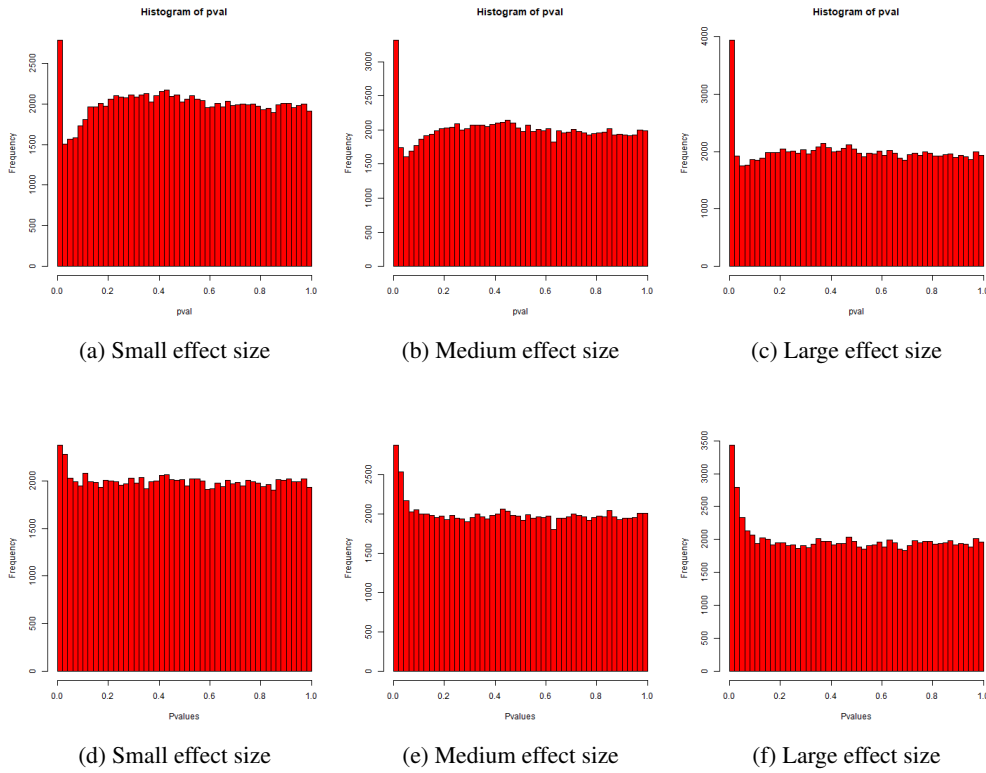 Histogram of pval
Histogram of pval
Histogram of pval
Frequency
0
500
1000
1500
2000
2500
0.0 0.2 0.4 0.6 0.8 1.0
pval
Frequency
0
500
1000
1500
2000
2500
3000
0.0 0.2 0.4 0.6 0.8 1.0
pval
Frequency
0
1000
2000
3000
4000
0.0 0.2 0.4 0.6 0.8 1.0
pval
(a) Small effect size
(b) Medium effect size
(c) Large effect size
Frequency
0
500
1000
1500
2000
0.0 0.2 0.4 0.6 0.8 1.0
Pvalues
Frequency
0
500
1000
1500
2000
2500
0.0 0.2 0.4 0.6 0.8 1.0
Pvalues
Frequency
0
500
1000
1500
2000
2500
3000
3500
0.0 0.2 0.4 0.6 0.8 1.0
Pvalues
(d) Small effect size
(e) Medium effect size
(f) Large effect size